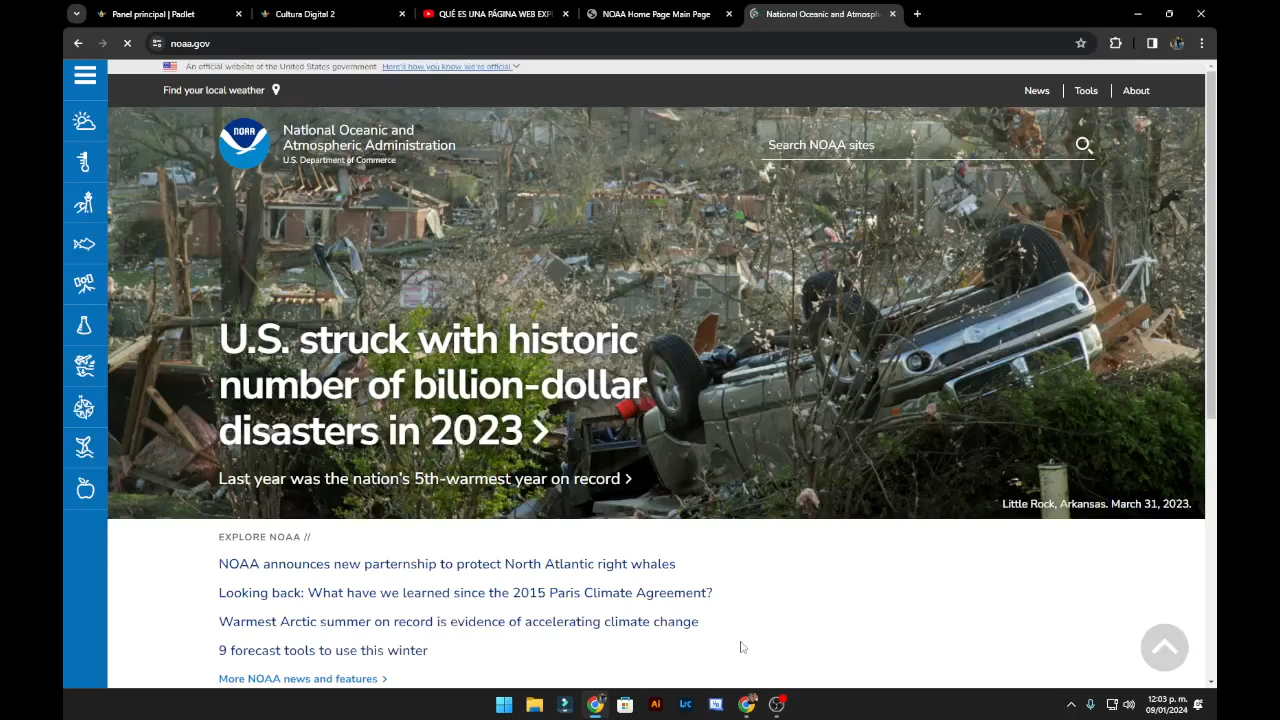 Panel principal | Padlet
Cultura Digital 2
QUÉ ES UNA PÁGINA WEB EXPL
NOAA Home Page Main Page
National Oceanic and Atmosph
noaa.gov
An official website of the United States government Here's how you know we're official.
Find your local weather
News
Tools
About
NOAA
National Oceanic and
Atmospheric Administration
U.S. Department of Commerce
Search NOAA sites
U.S. struck with historic
number of billion-dollar
disasters in 2023
Last year was the nation's 5th-warmest year on record
Little Rock, Arkansas. March 31, 2023.
EXPLORE NOAA //
NOAA announces new parternship to protect North Atlantic right whales
Looking back: What have we learned since the 2015 Paris Climate Agreement?
Warmest Arctic summer on record is evidence of accelerating climate change
9 forecast tools to use this winter
More NOAA news and features
Ai
Lrc
12:03 p. m.
09/01/2024